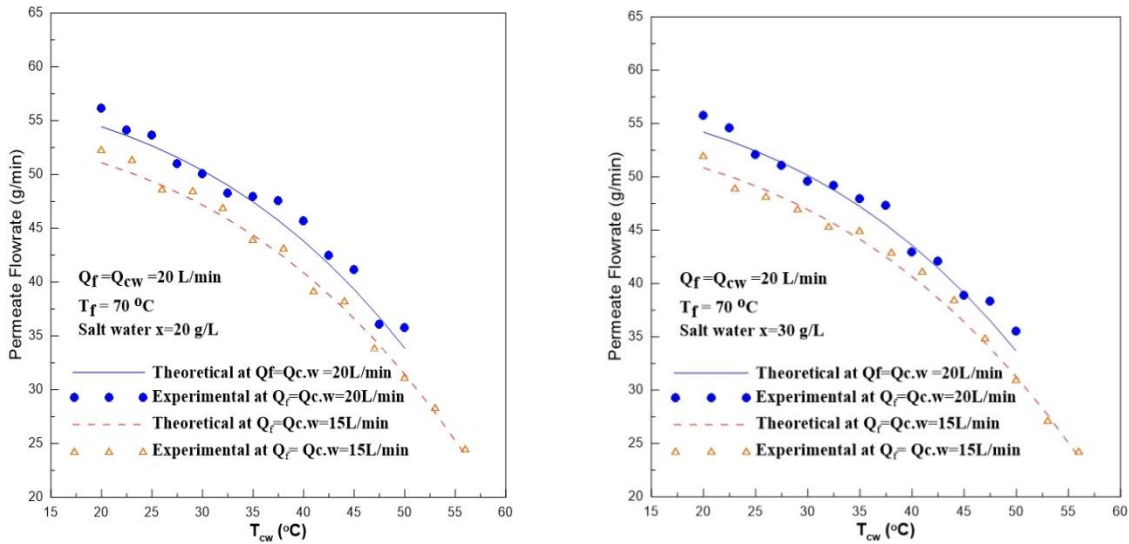 65
60
55
50
45
40
35
30
25
20
Permeate Flowrate (g/min)
Qf =Qcw =20 L/min
Tf = 70 ⁰C
Salt water x=20 g/L
Theoretical at Qf=Qc.w =20L/min
Experimental at Qf=Qc.w=20L/min
Theoretical at Qf=Qc.w=15L/min
Experimental at Qf= Qc.w=15L/min
15 20 25 30 35 40 45 50 55 60
Tcw (ºC)
65
60
55
50
45
40
35
30
25
20
Permeate Flowrate (g/min)
Qf =Qcw =20 L/min
Tf = 70 ⁰C
Salt water x=30 g/L
Theoretical at Qf=Qc.w =20L/min
Experimental at Qf=Qc.w=20L/min
Theoretical at Qf=Qc.w=15L/min
Experimental at Qf= Qc.w=15L/min
15 20 25 30 35 40 45 50 55 60
Tcw (ºC)